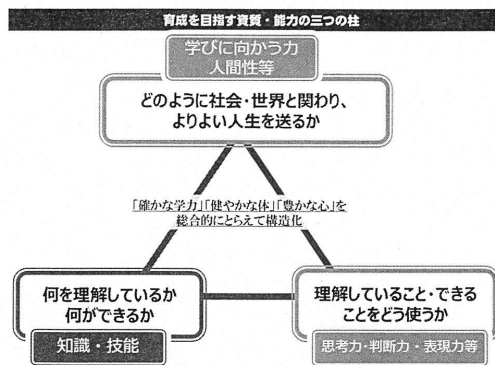 育成を目指す資質・能力の三つの柱
学びに向かう力
人間性等
どのように社会・世界と関わり、
よりよい人生を送るか
「確かな学力」「健やかな体」「豊かな心」を
総合的にとらえて構造化
何を理解しているか
何ができるか
知識・技能
理解していること・できる
ことをどう使うか
思考力・判断力・表現力等